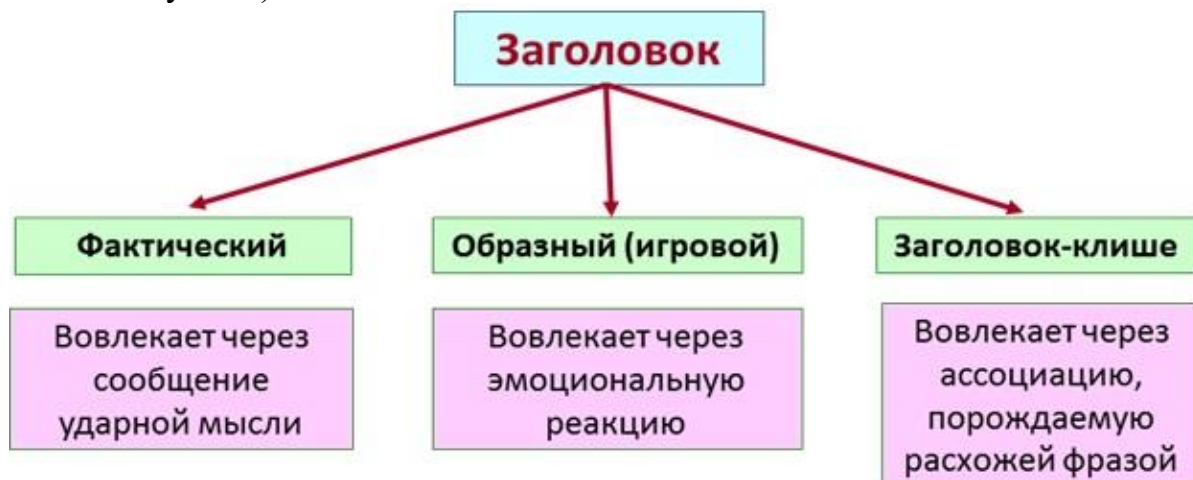 Заголовок
Фактический
Образный (игровой)
Заголовок-клише
Вовлекает через
сообщение
ударной мысли
Вовлекает через
эмоциональную
реакцию
Вовлекает через
ассоциацию,
порождаемую
расхожей фразой